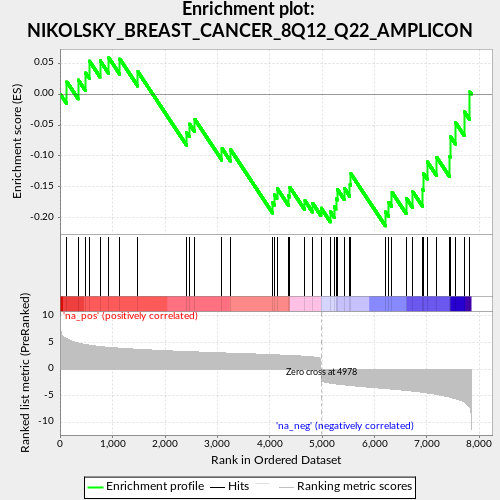 Enrichment plot:
NIKOLSKY_BREAST_CANCER_8Q12_Q22_AMPLICON
Enrichment score (ES)
0.05
0.00
-0.05
-0.10
-0.15
-0.20
'na_pos' (positively correlated)
Ranked list metric (PreRanked)
10
5
0
-5
-10
Zero cross at 4978
'na_neg' (negatively correlated)
0
1,000
2,000
3,000
4,000
5,000
6,000
7,000
8,000
Rank in Ordered Dataset
Enrichment profile
Hits
Ranking metric scores